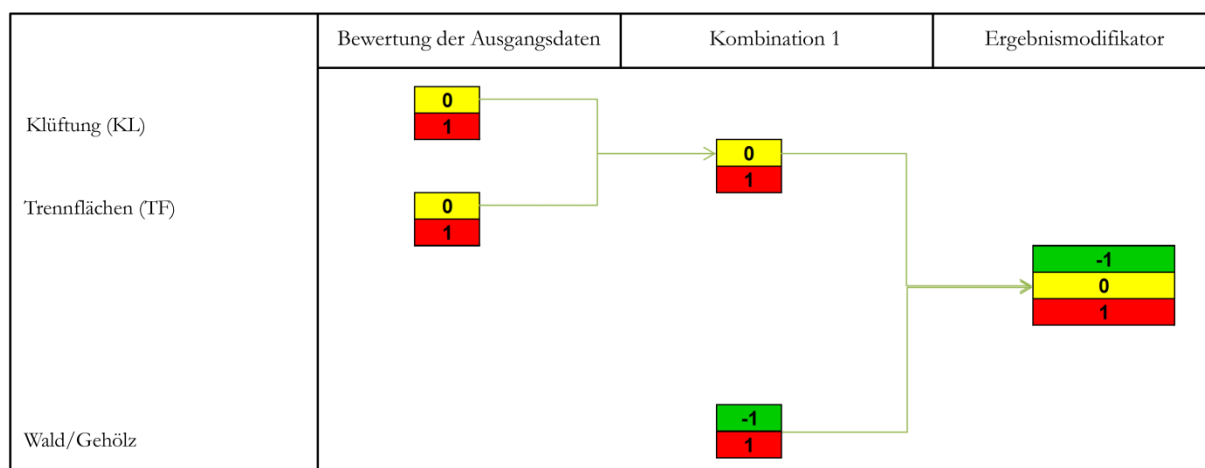 Bewertung der Ausgangsdaten Kombination 1 Ergebnismodifikator
0
Klüftung (KL)
1
0
1
Trennflächen (TF)
0
1
-1
0
1
-1
Wald/Gehölz
1